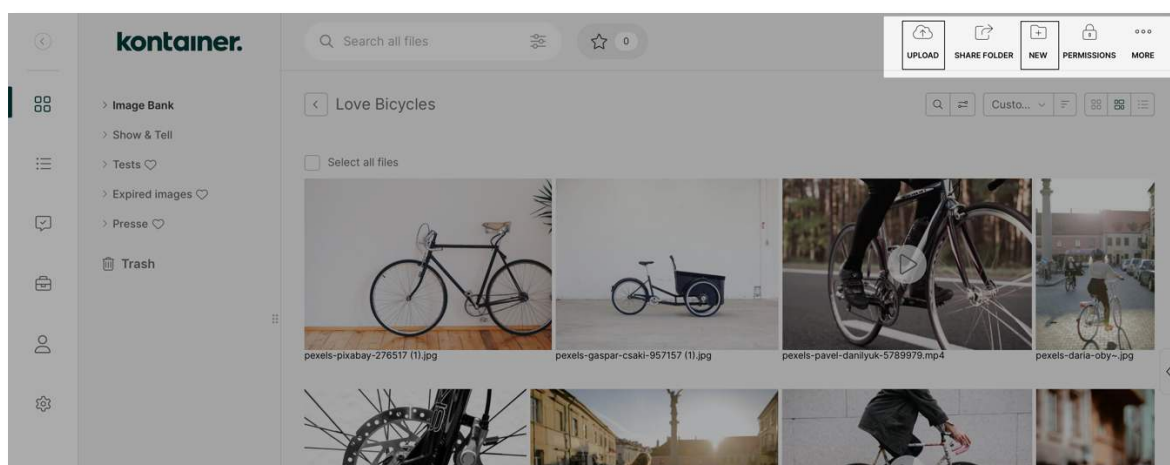 kontaıner.
Search all files
0
UPLOAD
SHARE FOLDER
NEW
PERMISSIONS
MORE
Image Bank
Show & Tell
Tests
Expired images
Presse
Trash
Love Bicycles
Custo...
Select all files
pexels-pixabay-276517 (1).jpg
pexels-gaspar-csaki-957157 (1).jpg
pexels-pavel-danilyuk-5789979.mp4
pexels-daria-oby~.jpg